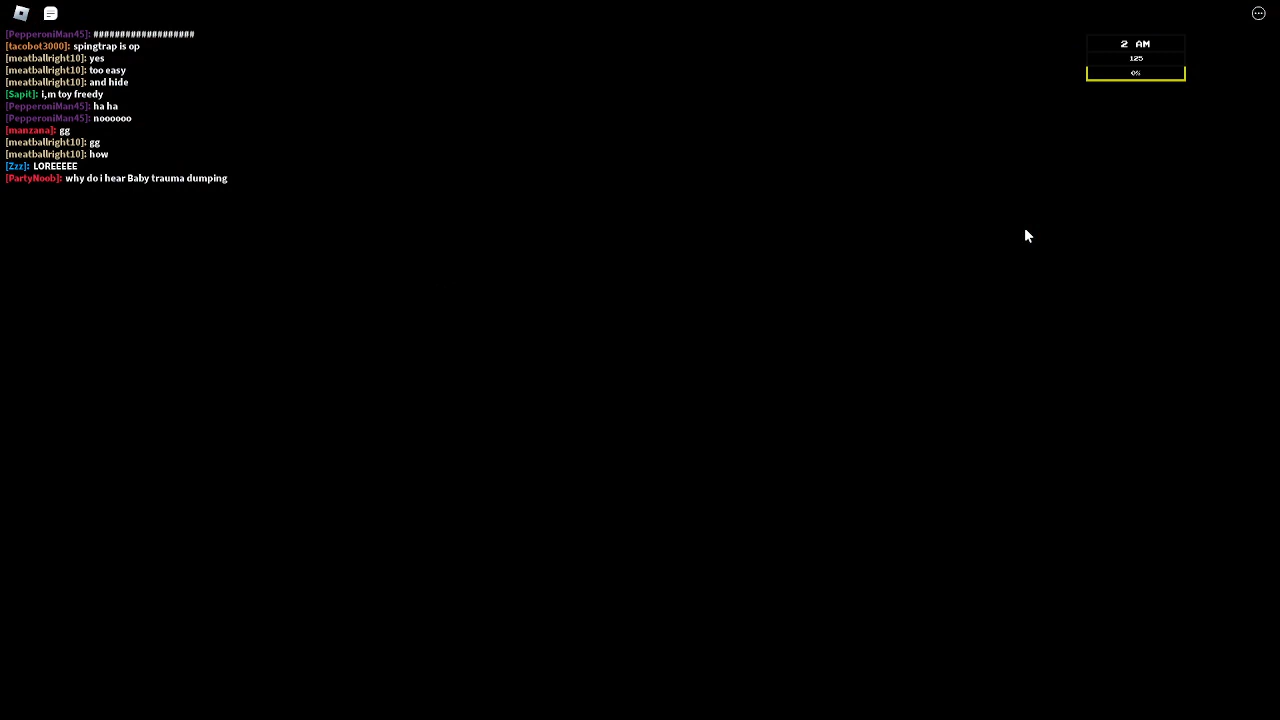 [PepperoniMan45]: ###################
[tacobot3000]: spingtrap is op
[meatballright10]: yes
[meatballright10]: too easy
[meatballright10]: and hide
[Sapit]: i,m toy freedy
[PepperoniMan45]: ha ha
[PepperoniMan45]: noooooo
[manzana]: gg
[meatballright10]: gg
[meatballright10]: how
[Zzz]: LOREEEEE
[PartyNoob]: why do i hear Baby trauma dumping
2 AM
125
0%